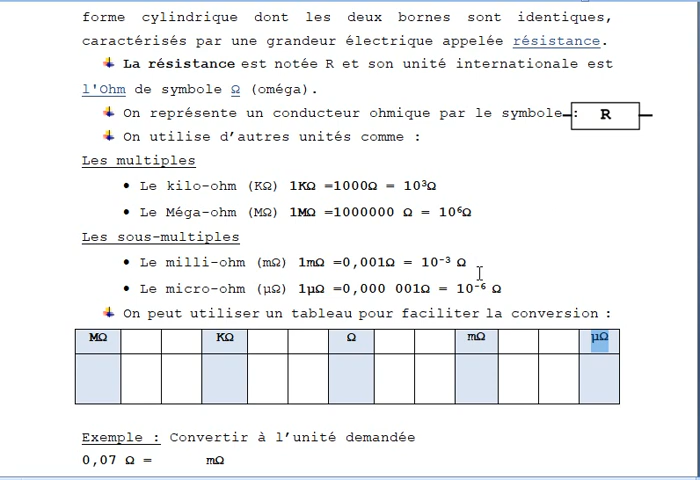 forme cylindrique dont les deux bornes sont identiques,
caractérisés par une grandeur électrique appelée résistance.
La résistance est notée R et son unité internationale est
l'Ohm de symbole Ω (oméga).
On représente un conducteur ohmique par le symbole : R
On utilise d’autres unités comme :
Les multiples
• Le kilo-ohm (KΩ) 1KΩ =1000Ω = 10³Ω
• Le Méga-ohm (MΩ) 1MΩ =1000000 Ω = 10⁶Ω
Les sous-multiples
• Le milli-ohm (mΩ) 1mΩ =0,001Ω = 10⁻³ Ω
• Le micro-ohm (µΩ) 1µΩ =0,000 001Ω = 10⁻⁶ Ω
On peut utiliser un tableau pour faciliter la conversion :
MΩ KΩ Ω mΩ µΩ
Exemple : Convertir à l’unité demandée
0,07 Ω = mΩ